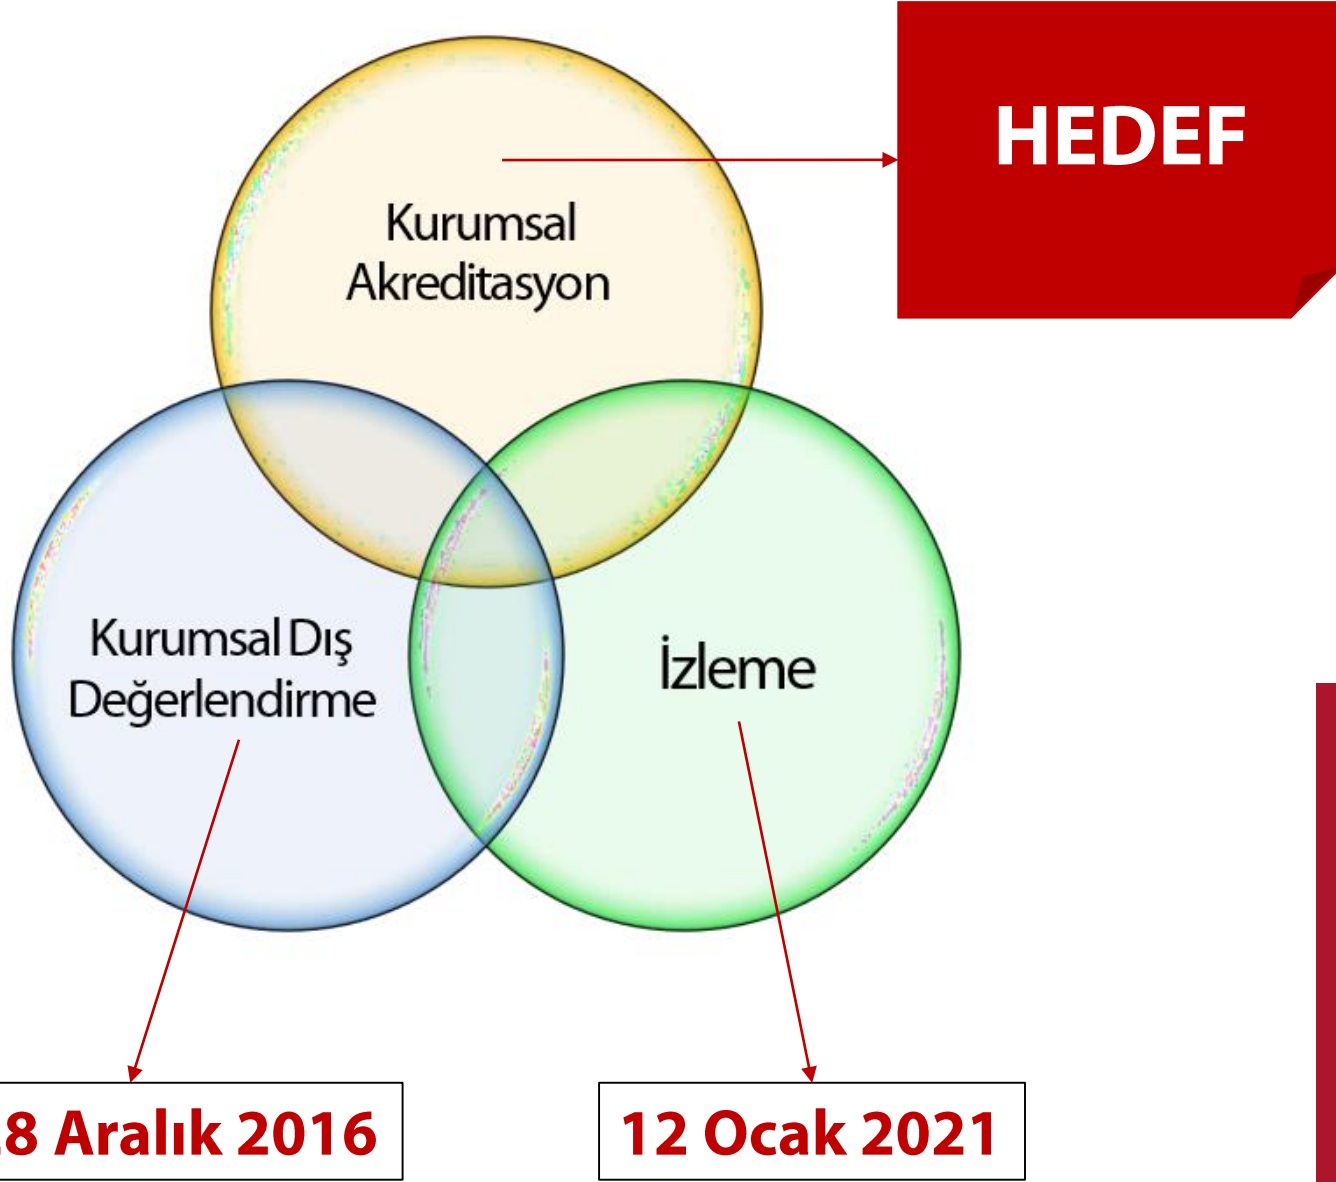 HEDEF
Kurumsal
Akreditasyon
Kurumsal Dış
Değerlendirme
İzleme
8 Aralık 2016
12 Ocak 2021